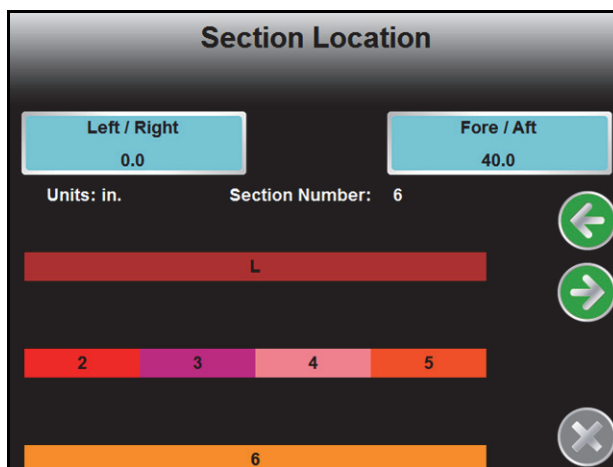 Section Location
Left / Right Fore / Aft
0.0 40.0
Units: in. Section Number: 6
L
2 3 4 5
6